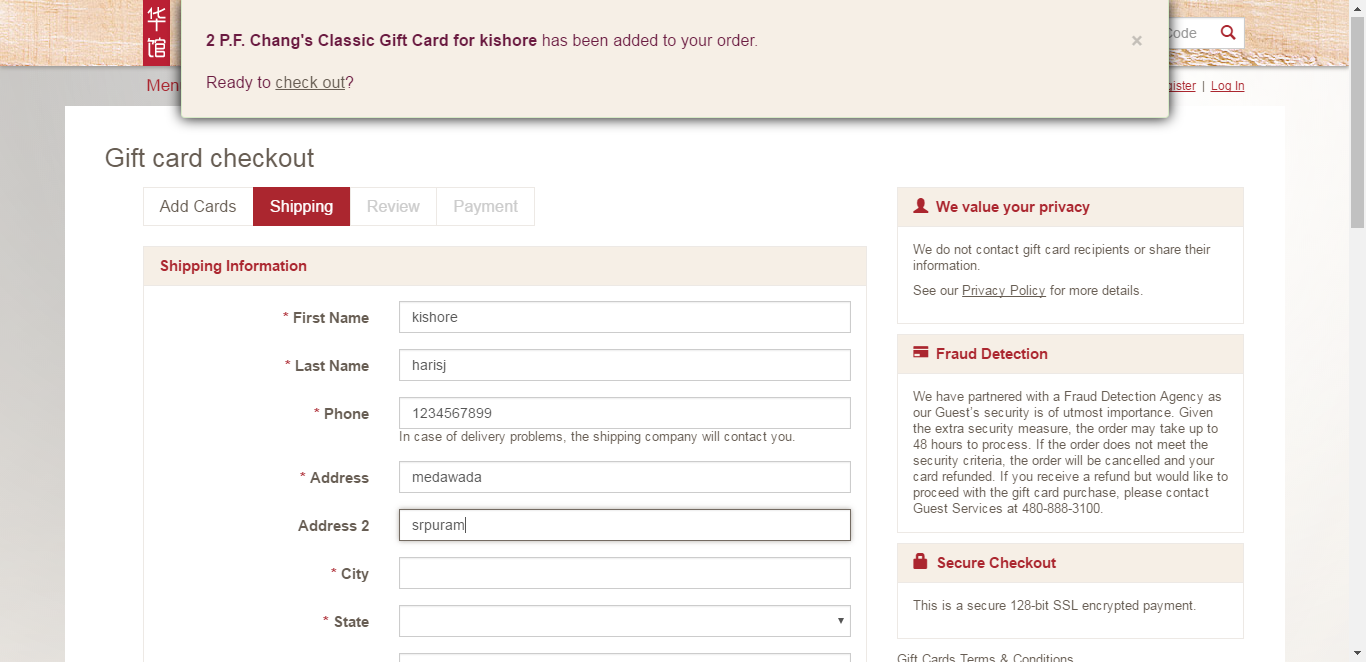 华
馆
2 P.F. Chang's Classic Gift Card for kishore has been added to your order.
×
Ready to check out?
Code
Men
ister | Log In
Gift card checkout
Add Cards Shipping Review Payment
Shipping Information
* First Name kishore
* Last Name harisj
* Phone 1234567899
In case of delivery problems, the shipping company will contact you.
* Address medawada
Address 2 srpuram
* City
* State
We value your privacy
We do not contact gift card recipients or share their
information.
See our Privacy Policy for more details.
Fraud Detection
We have partnered with a Fraud Detection Agency as
our Guest's security is of utmost importance. Given
the extra security measure, the order may take up to
48 hours to process. If the order does not meet the
security criteria, the order will be cancelled and your
card refunded. If you receive a refund but would like to
proceed with the gift card purchase, please contact
Guest Services at 480-888-3100.
Secure Checkout
This is a secure 128-bit SSL encrypted payment.
Gift Cards Terms & Conditions